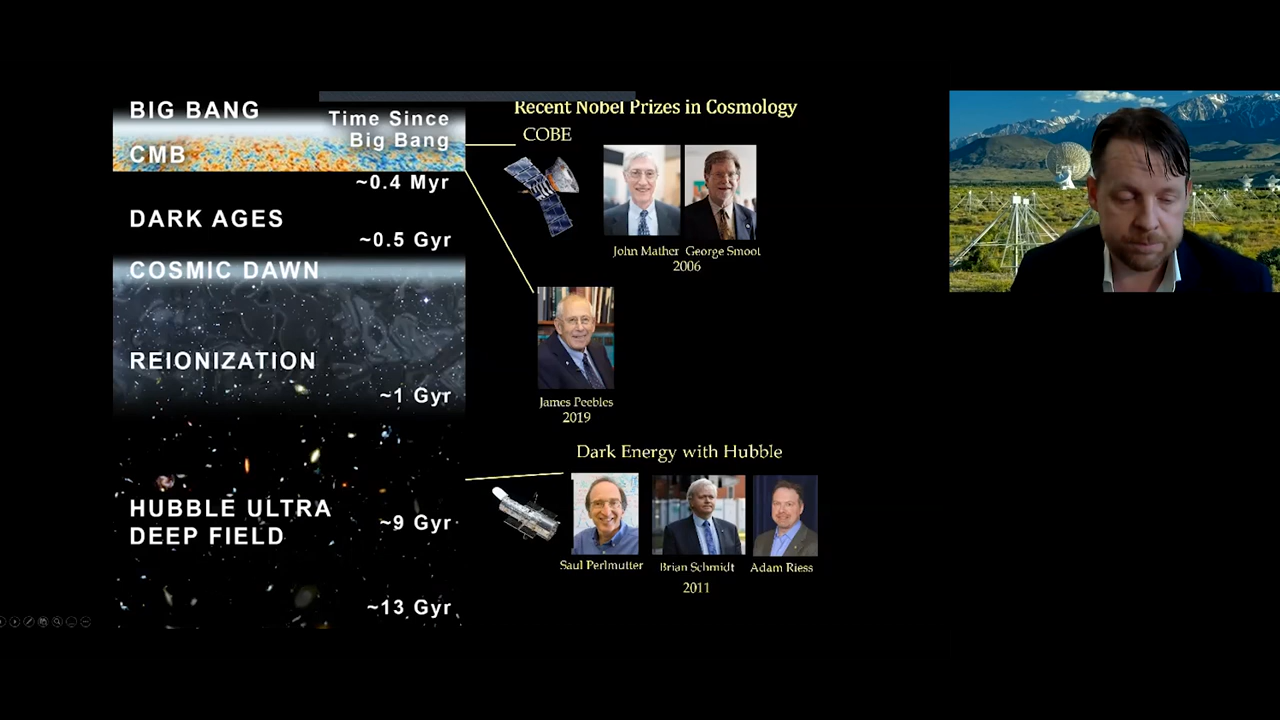 BIG BANG
Time Since
Big Bang
CMB
~0.4 Myr
DARK AGES
~0.5 Gyr
COSMIC DAWN
REIONIZATION
~1 Gyr
HUBBLE ULTRA
DEEP FIELD
~9 Gyr
~13 Gyr
Recent Nobel Prizes in Cosmology
COBE
John Mather George Smoot
2006
James Peebles
2019
Dark Energy with Hubble
Saul Perlmutter Brian Schmidt Adam Riess
2011